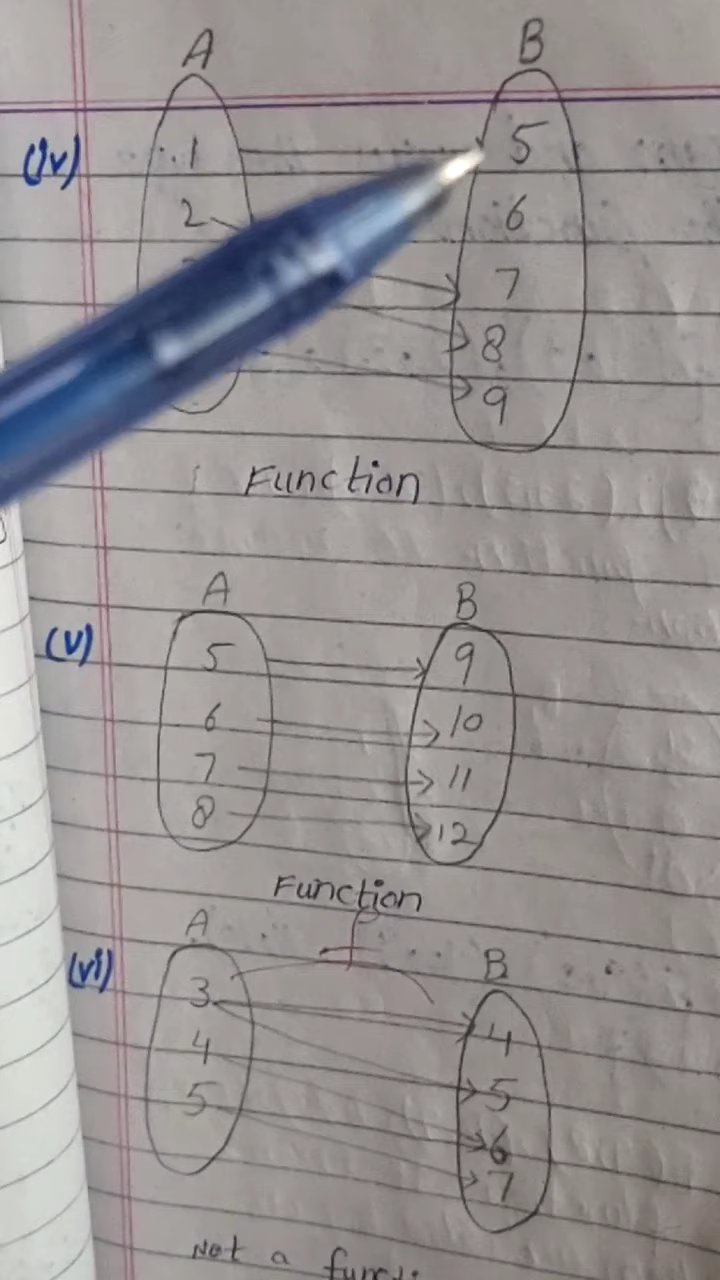 A B
(iv) 1 5
2 6
7
8
9
Function
A B
(v) 5 9
6 10
7 11
8 12
Function
A f B
(vi) 3 4
4 5
5 6
7
Not a functi